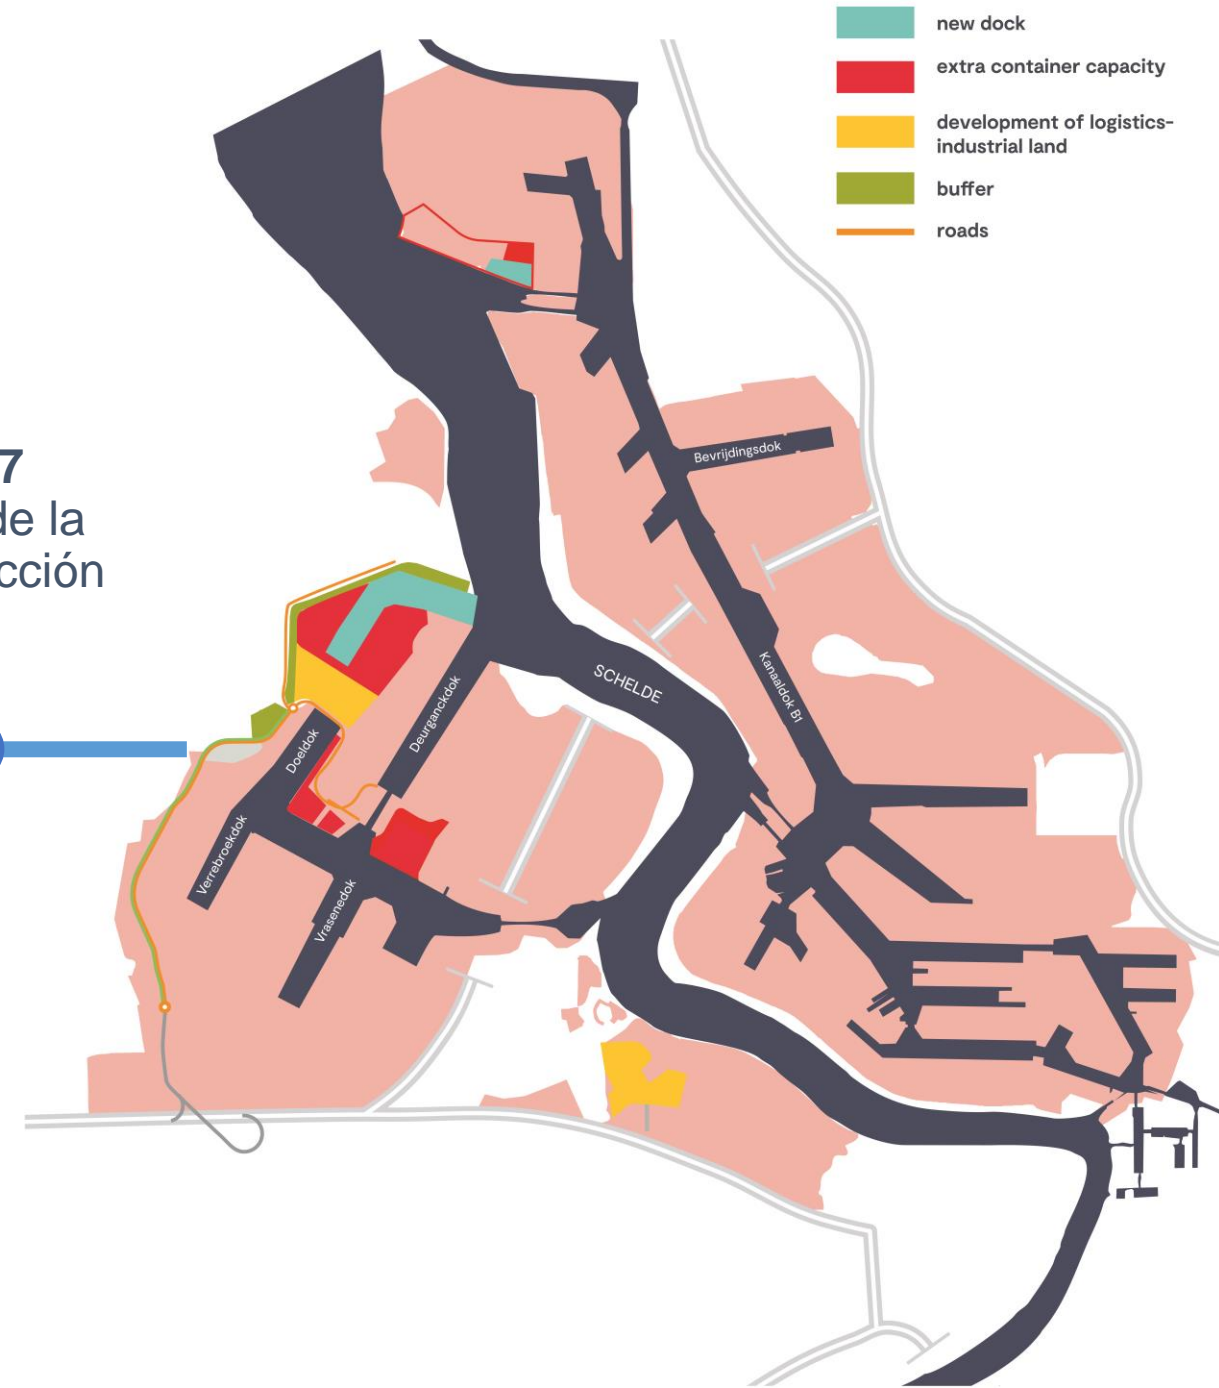 new dock
extra container capacity
development of logistics-
industrial land
buffer
roads
7
de la
cción
Bevrijdingsdok
SCHELDE
Kanaaldok B1
Deurganckdok
Doeldok
Verrebroekdok
Vrasenedok